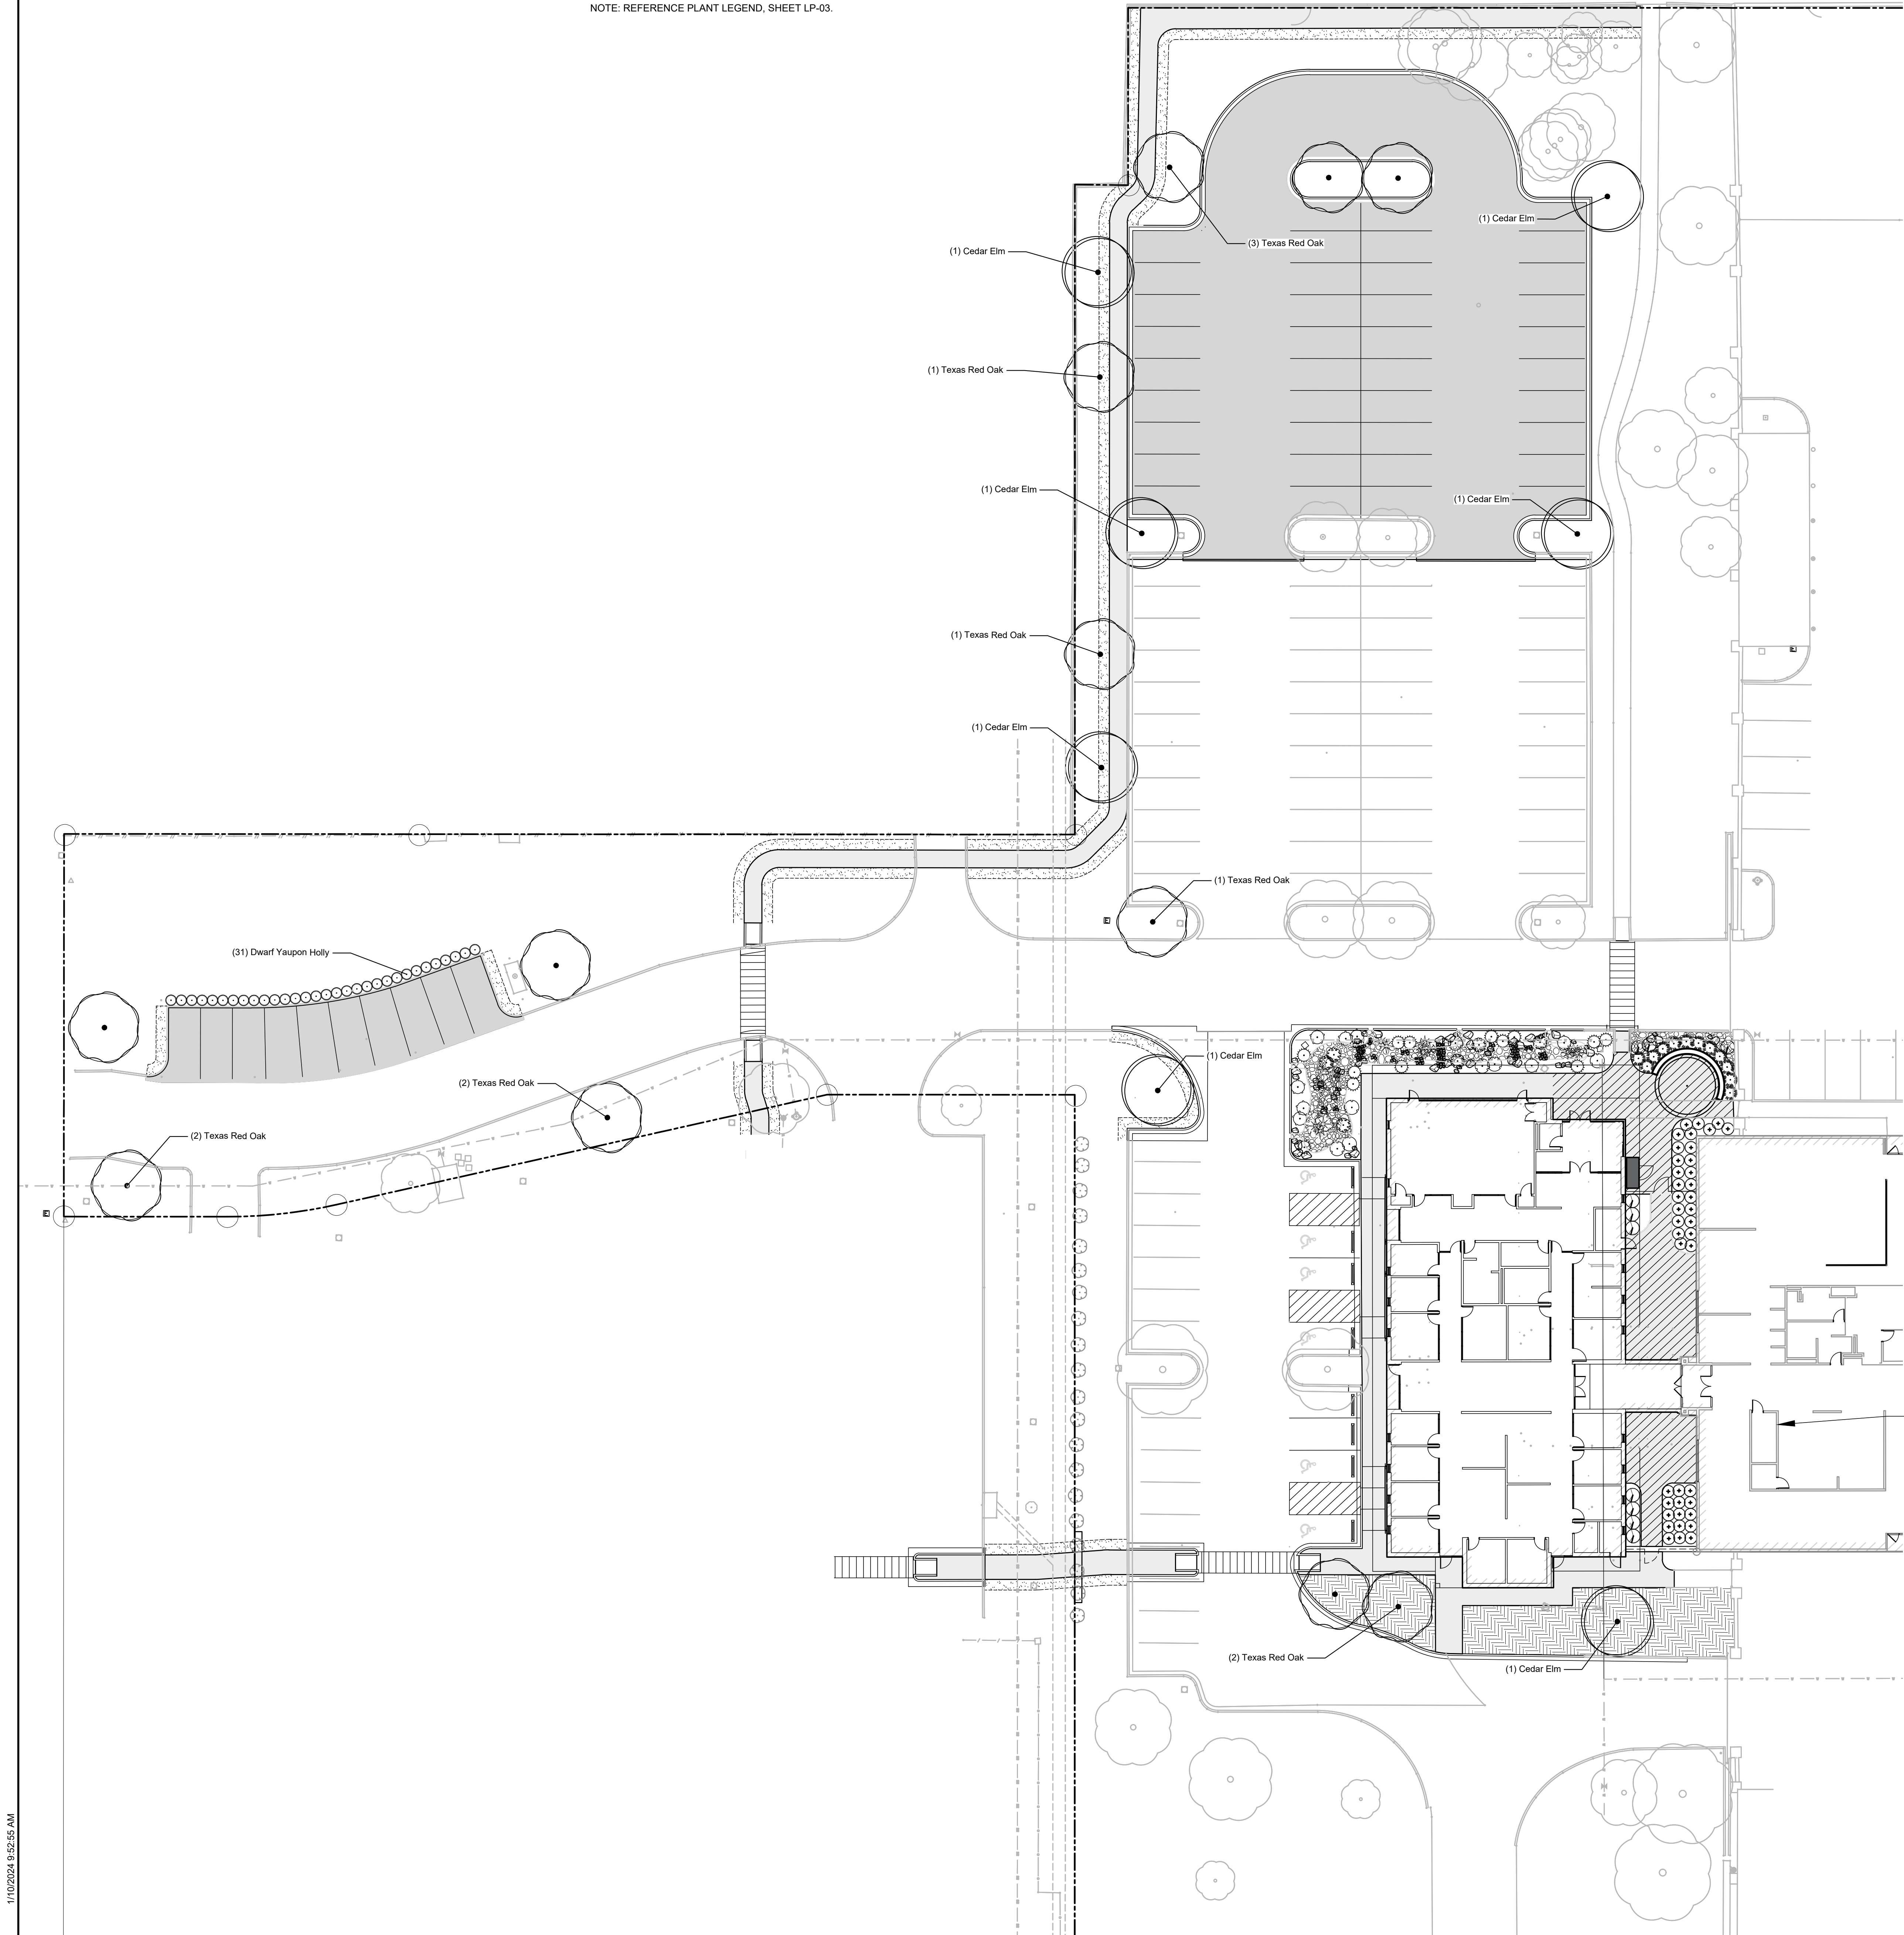 NOTE: REFERENCE PLANT LEGEND, SHEET LP-03.
(1) Cedar Elm
(3) Texas Red Oak
(1) Cedar Elm
(1) Texas Red Oak
(1) Cedar Elm
(1) Cedar Elm
(1) Texas Red Oak
(1) Cedar Elm
(1) Texas Red Oak
(31) Dwarf Yaupon Holly
(1) Cedar Elm
(2) Texas Red Oak
(2) Texas Red Oak
(2) Texas Red Oak
(1) Cedar Elm
1/10/2024 9:52:55 AM